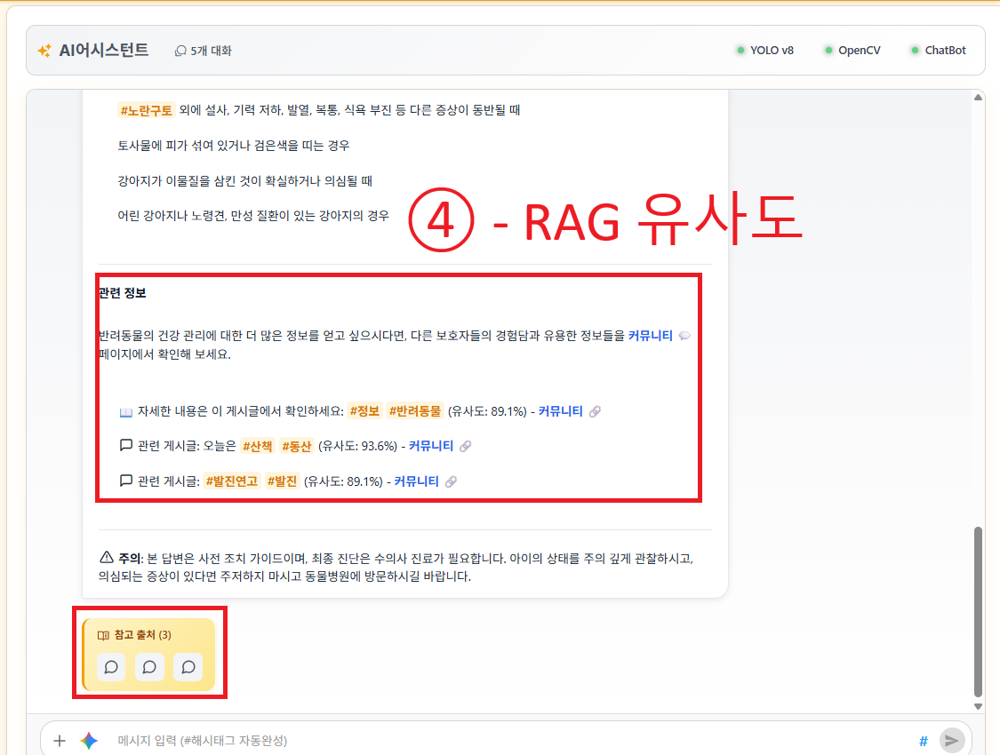 AI어시스턴트 5개 대화 YOLO v8 OpenCV ChatBot
#노란구토 외에 설사, 기력 저하, 발열, 복통, 식욕 부진 등 다른 증상이 동반될 때
토사물에 피가 섞여 있거나 검은색을 띠는 경우
강아지가 이물질을 삼킨 것이 확실하거나 의심될 때
어린 강아지나 노령견, 만성 질환이 있는 강아지의 경우
④ - RAG 유사도
관련 정보
반려동물의 건강 관리에 대한 더 많은 정보를 얻고 싶으시다면, 다른 보호자들의 경험담과 유용한 정보들을 커뮤니티 💬
페이지에서 확인해 보세요.
📖 자세한 내용은 이 게시글에서 확인하세요: #정보 #반려동물 (유사도: 89.1%) - 커뮤니티 🔗
관련 게시글: 오늘은 #산책 #동산 (유사도: 93.6%) - 커뮤니티 🔗
관련 게시글: #발진연고 #발진 (유사도: 89.1%) - 커뮤니티 🔗
⚠ 주의: 본 답변은 사전 조치 가이드이며, 최종 진단은 수의사 진료가 필요합니다. 아이의 상태를 주의 깊게 관찰하시고,
의심되는 증상이 있다면 주저하지 마시고 동물병원에 방문하시길 바랍니다.
참고 출처 (3)
메시지 입력 (#해시태그 자동완성) #